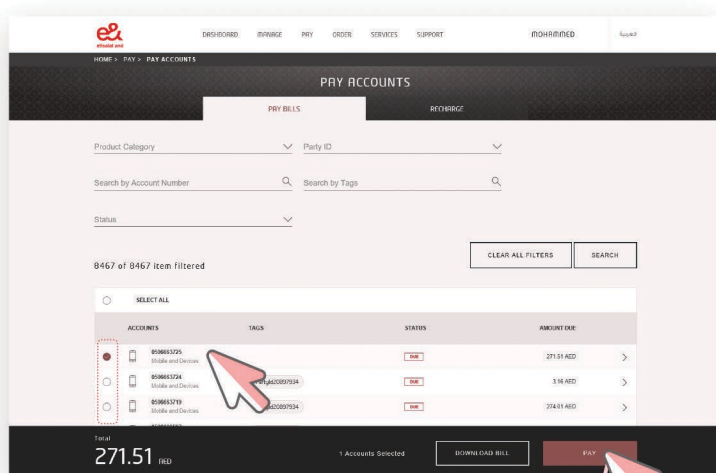 e&
etisalat and
DASHBOARD MANAGE PAY ORDER SERVICES SUPPORT MOHAMMED العربية
HOME > PAY > PAY ACCOUNTS
PAY ACCOUNTS
PAY BILLS RECHARGE
Product Category Party ID
Search by Account Number Search by Tags
Status
CLEAR ALL FILTERS SEARCH
8467 of 8467 item filtered
SELECT ALL
ACCOUNTS TAGS STATUS AMOUNT DUE
0506663725 DUE 271.51 AED
Mobile and Devices
DUE 3.16 AED
Mobile and Devices
DUE 274.01 AED
Mobile and Devices
Total
271.51 AED 1 Accounts Selected DOWNLOAD BILL PAY